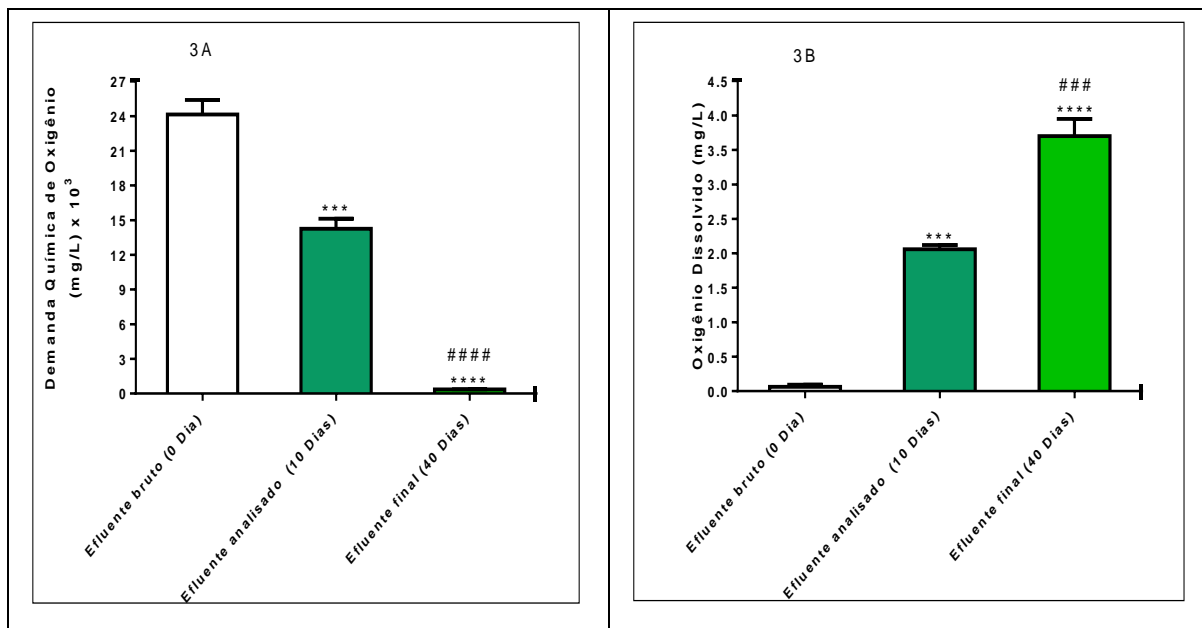 3A
Demanda Química de Oxigênio
(mg/L) x 10³
27
24
21
18
15
12
9
6
3
0
***
####
****
Efluente bruto (0 Dia)
Efluente analisado (10 Dias)
Efluente final (40 Dias)
3B
Oxigênio Dissolvido (mg/L)
4.5
4.0
3.5
3.0
2.5
2.0
1.5
1.0
0.5
0.0
***
###
****
Efluente bruto (0 Dia)
Efluente analisado (10 Dias)
Efluente final (40 Dias)